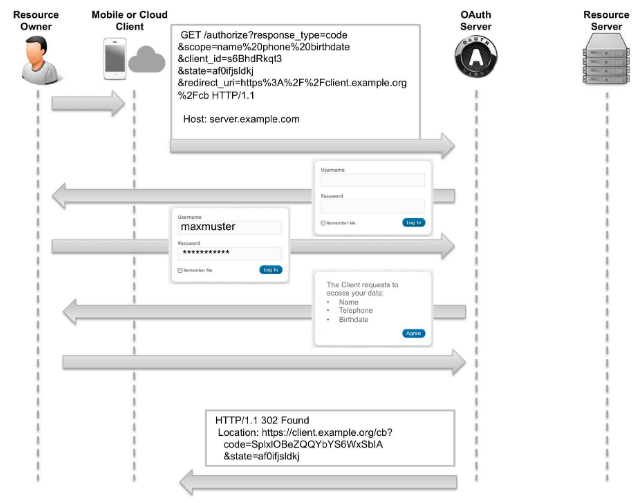 Resource
Owner
Mobile or Cloud
Client
OAuth
Server
Resource
Server
GET /authorize?response_type=code
&scope=name%20phone%20birthdate
&client_id=s6BhdRkqt3
&state=af0ifjsldkj
&redirect_uri=https%3A%2F%2Fclient.example.org
%2Fcb HTTP/1.1
Host: server.example.com
Username
Password
Remember Me
Log In
Username
maxmuster
Password
***********
Remember Me
Log In
The Client requests to
access your data:
• Name
• Telephone
• Birthdate
Agree
HTTP/1.1 302 Found
Location: https://client.example.org/cb?
code=SplxlOBeZQQYbYS6WxSbIA
&state=af0ifjsldkj